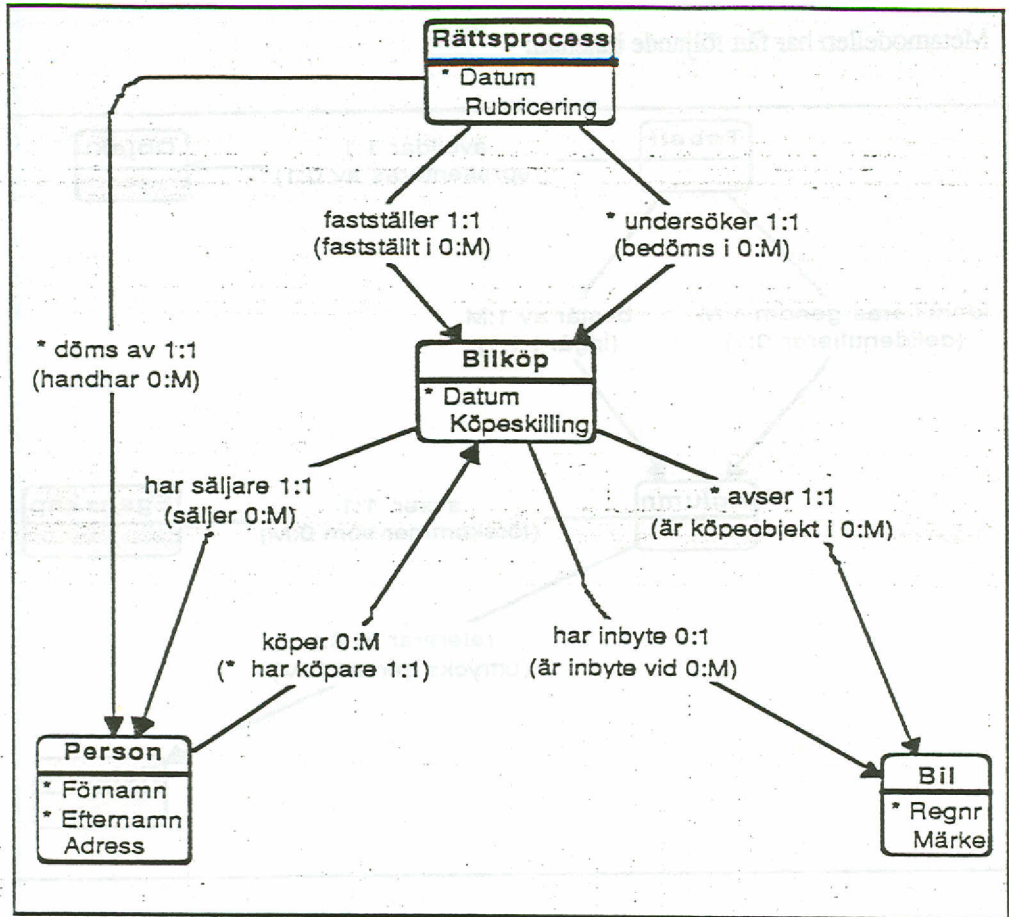 Rättsprocess
* Datum
Rubricering
fastställer 1:1
(fastställt i 0:M)
* undersöker 1:1
(bedöms i 0:M)
* döms av 1:1
(handhar 0:M)
Bilköp
* Datum
Köpeskilling
har säljare 1:1
(säljer 0:M)
* avser 1:1
(är köpeobjekt i 0:M)
köper 0:M
(* har köpare 1:1)
har inbyte 0:1
(är inbyte vid 0:M)
Person
* Förnamn
* Efternamn
Adress
Bil
* Regnr
Märke